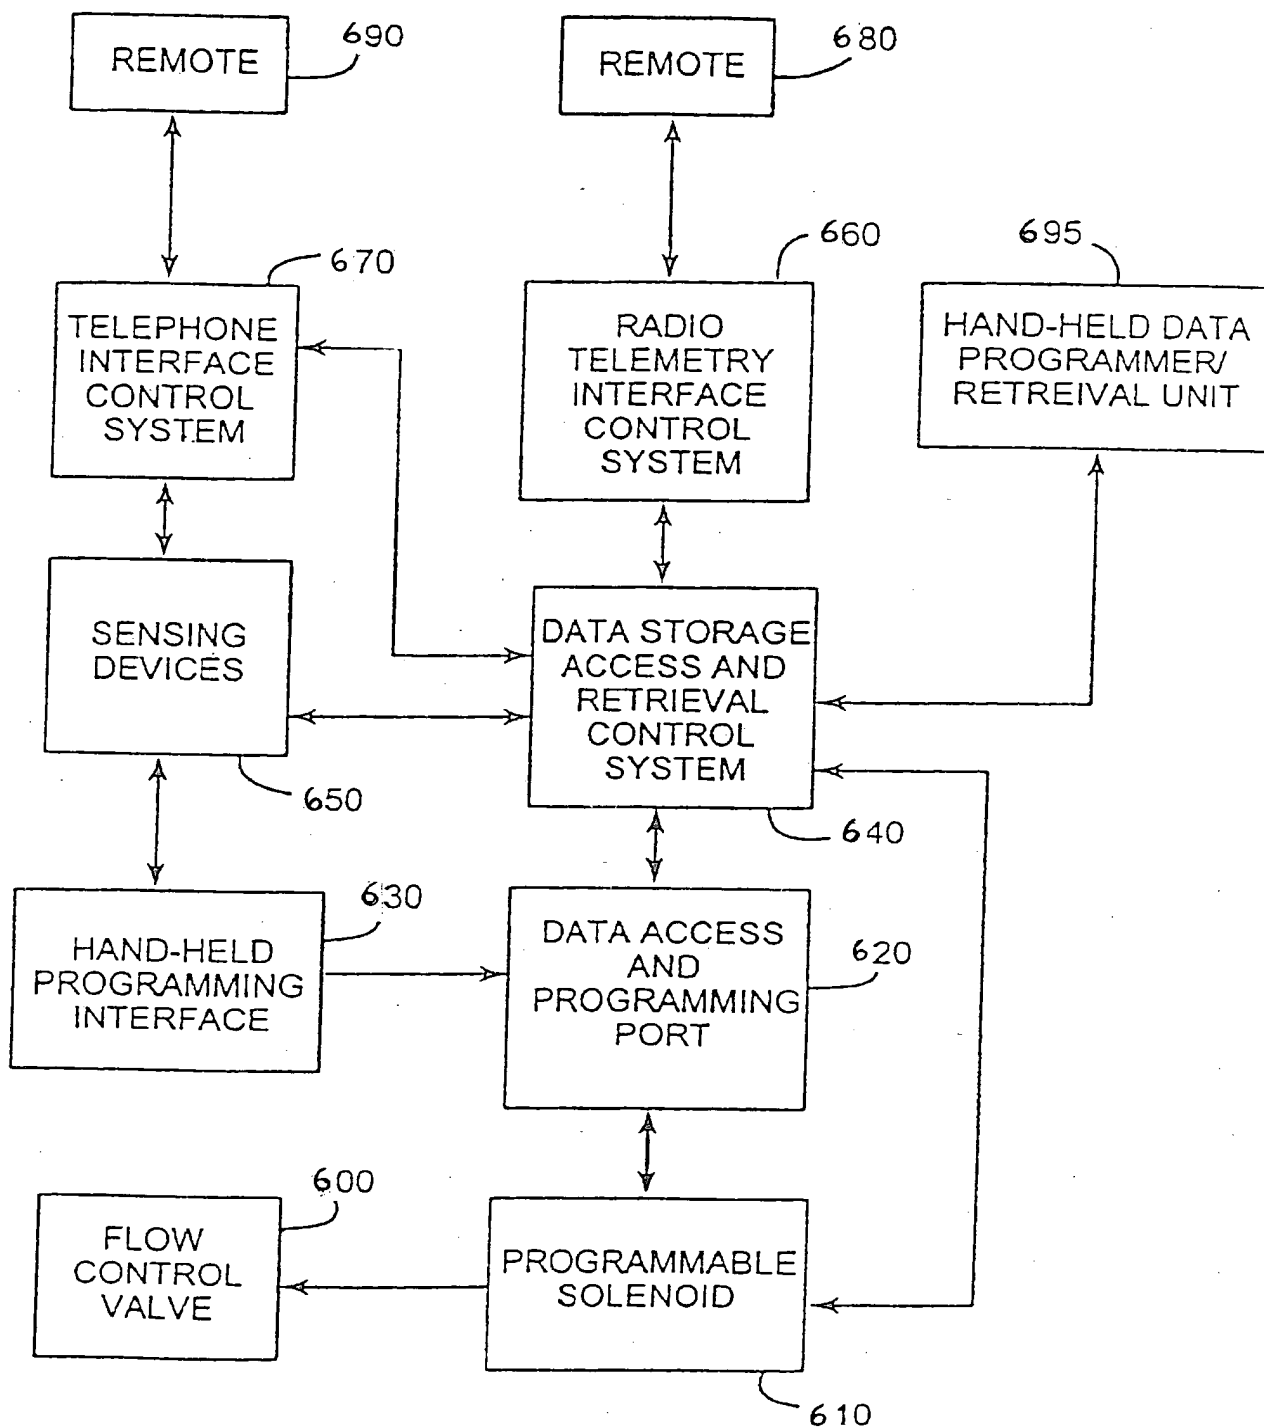 690
REMOTE
680
REMOTE
670
TELEPHONE
INTERFACE
CONTROL
SYSTEM
660
RADIO
TELEMETRY
INTERFACE
CONTROL
SYSTEM
695
HAND-HELD DATA
PROGRAMMER/
RETREIVAL UNIT
SENSING
DEVICES
650
DATA STORAGE
ACCESS AND
RETRIEVAL
CONTROL
SYSTEM
640
630
HAND-HELD
PROGRAMMING
INTERFACE
DATA ACCESS
AND
PROGRAMMING
PORT
620
600
FLOW
CONTROL
VALVE
PROGRAMMABLE
SOLENOID
610